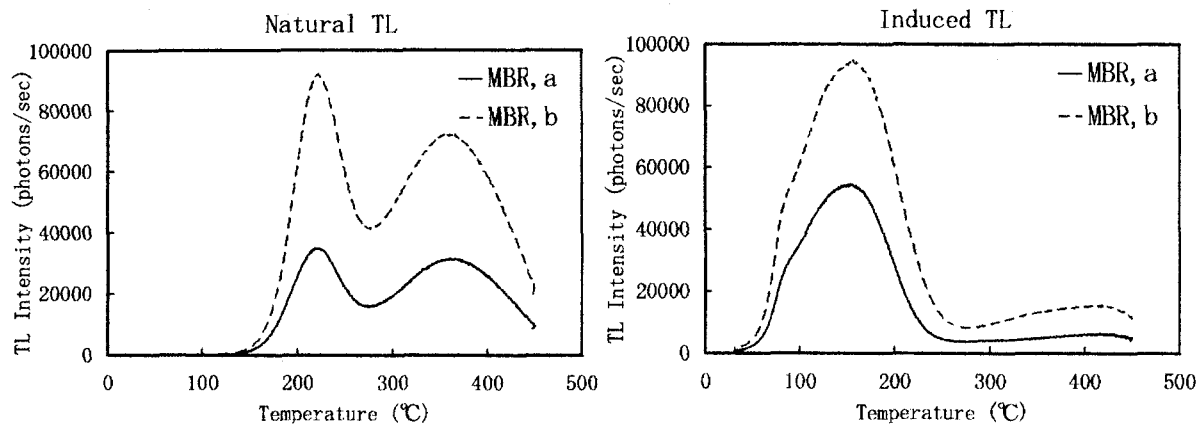 Natural TL
TL Intensity (photons/sec)
100000
80000
60000
40000
20000
0
MBR, a
MBR, b
0 100 200 300 400 500
Temperature (℃)
Induced TL
TL Intensity (photons/sec)
100000
80000
60000
40000
20000
0
MBR, a
MBR, b
0 100 200 300 400 500
Temperature (℃)